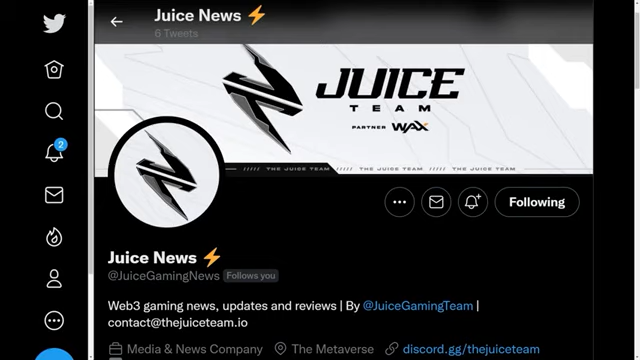 Juice News ⚡
6 Tweets
JUICE
TEAM
PARTNER WAX
///// THE JUICE TEAM ///// THE JUICE TEAM ///// THE JUICE TEAM
2
Following
Juice News ⚡
@JuiceGamingNews Follows you
Web3 gaming news, updates and reviews | By @JuiceGamingTeam |
contact@thejuiceteam.io
Media & News Company The Metaverse discord.gg/thejuiceteam